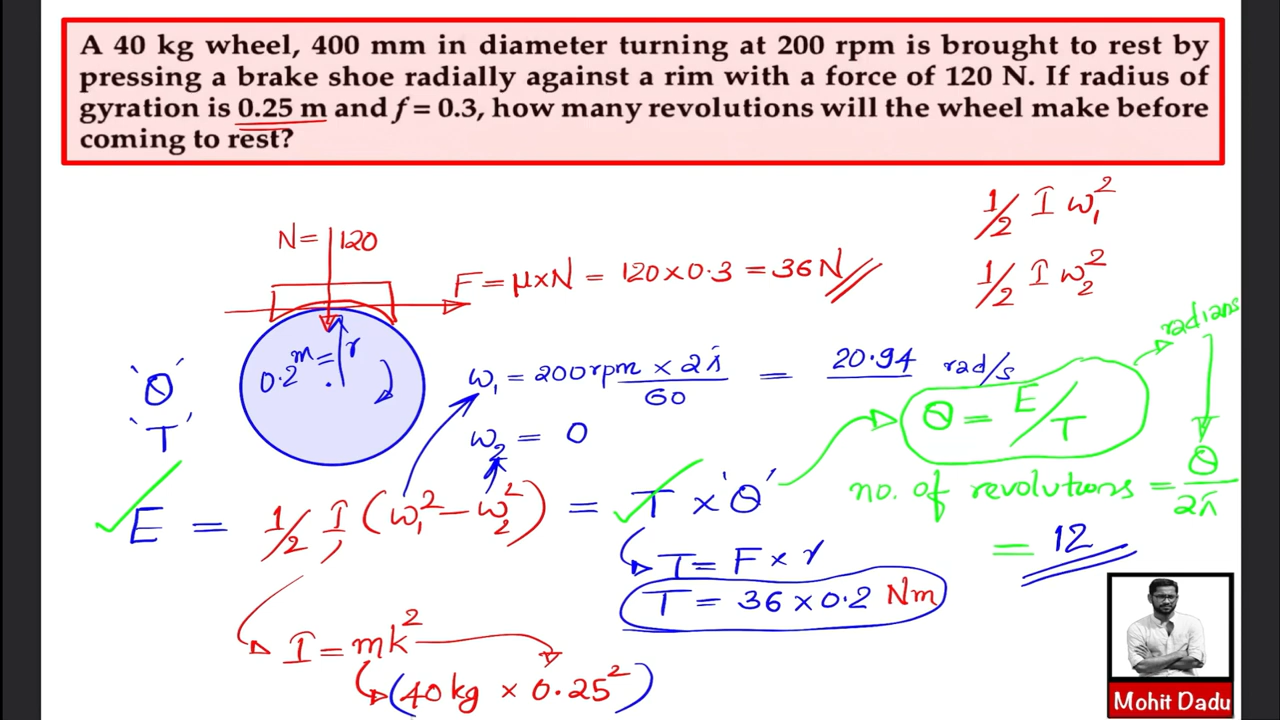 A 40 kg wheel, 400 mm in diameter turning at 200 rpm is brought to rest by
pressing a brake shoe radially against a rim with a force of 120 N. If radius of
gyration is 0.25 m and f = 0.3, how many revolutions will the wheel make before
coming to rest?
1/2 I ω₁²
N = 120
F = μxN = 120 x 0.3 = 36 N
1/2 I ω₂²
radians
0.2 m = r
'θ'
'T'
ω₁ = 200 rpm x 2π / 60 = 20.94 rad/s
θ = E/T
ω₂ = 0
E = 1/2 I (ω₁² - ω₂²) = T x 'θ'
no. of revolutions = θ/2π
= 12
T = F x r
T = 36 x 0.2 Nm
I = mk²
(40 kg x 0.25²)
Mohit Dadu